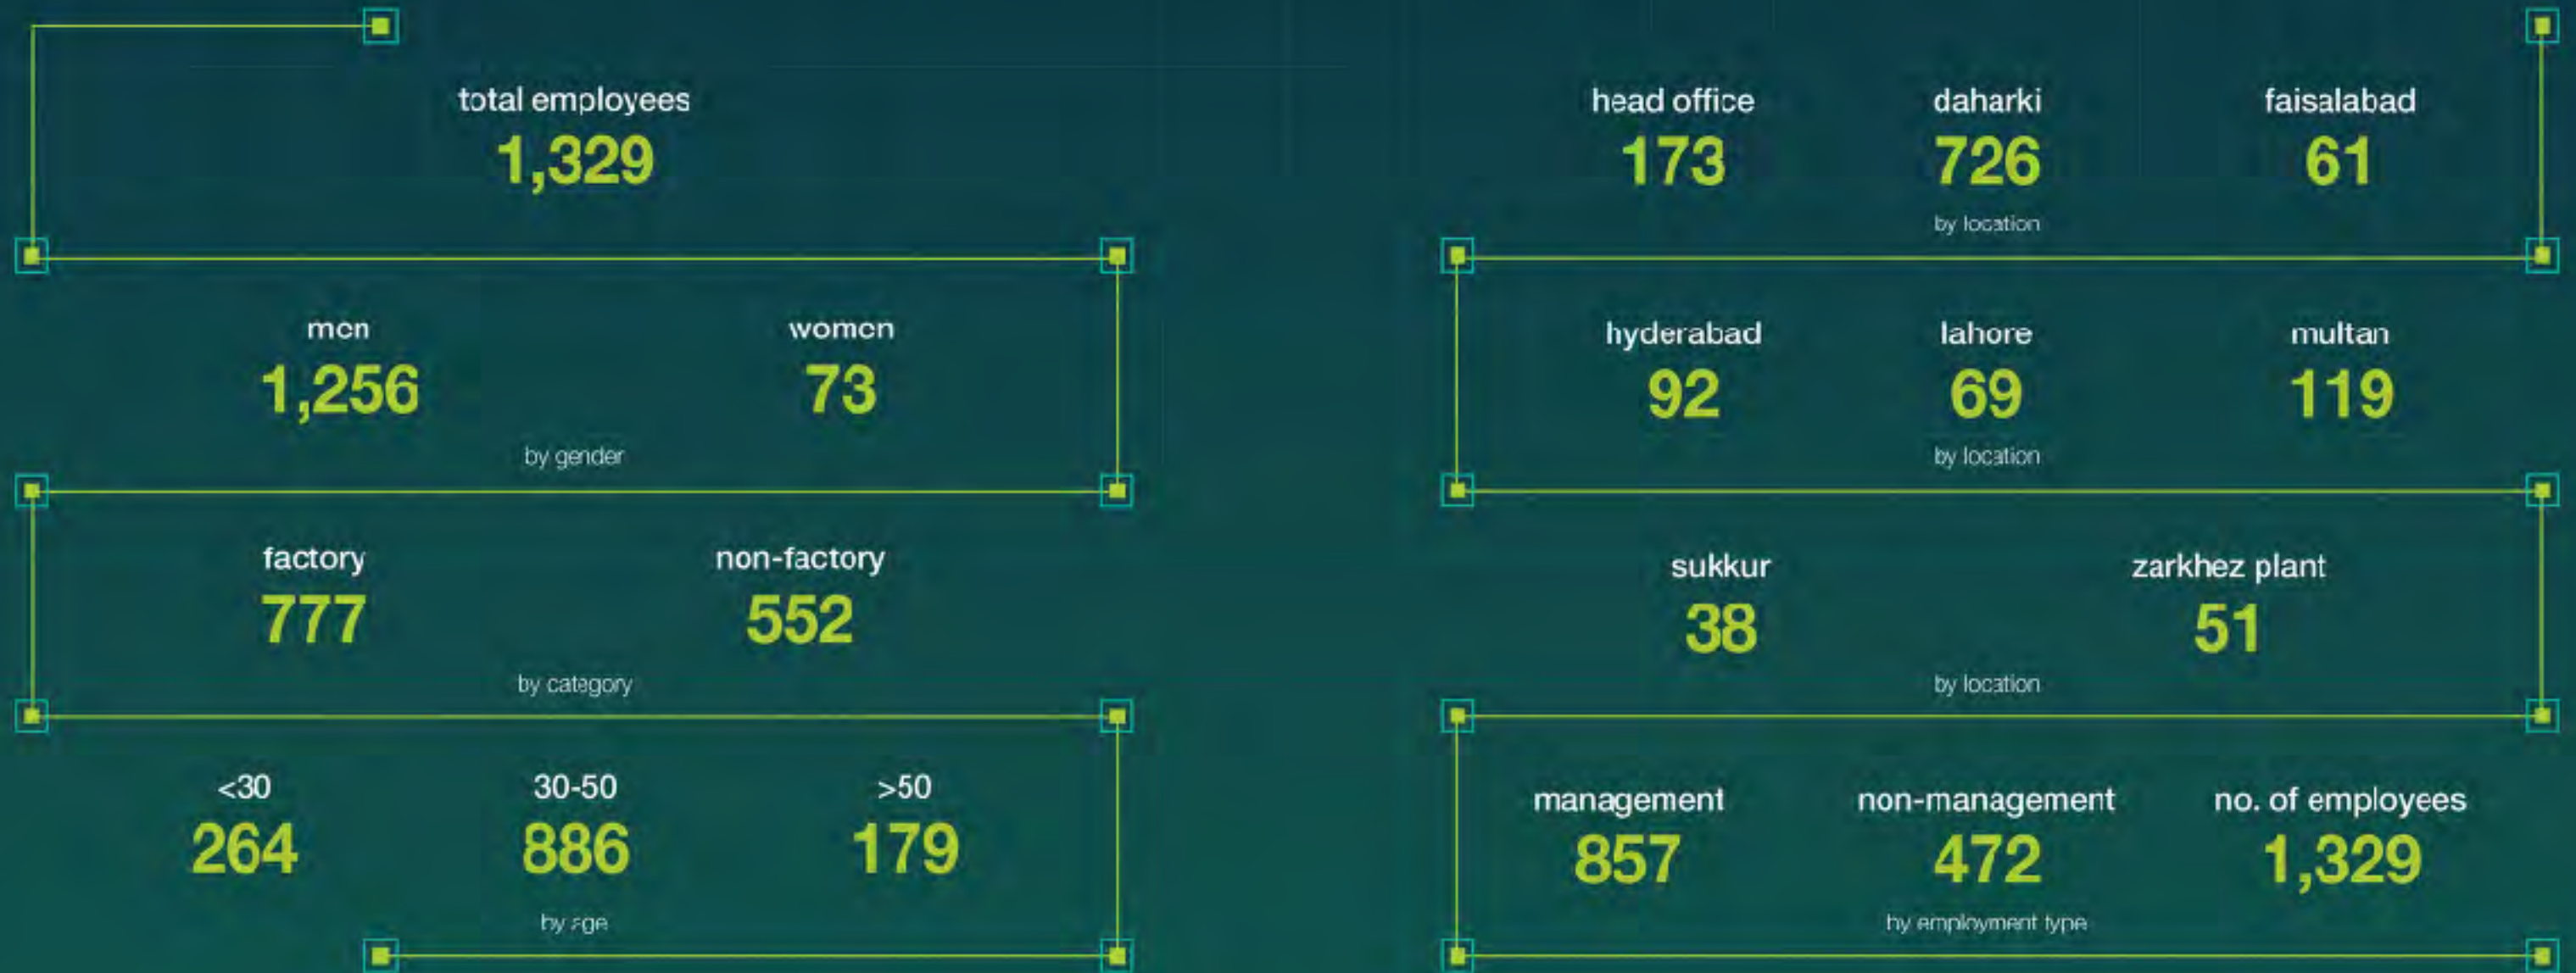 total employees
1,329
men women
1,256 73
by gender
factory non-factory
777 552
by category
<30 30-50 >50
264 886 179
by age
head office daharki faisalabad
173 726 61
by location
hyderabad lahore multan
92 69 119
by location
sukkur zarkhez plant
38 51
by location
management non-management no. of employees
857 472 1,329
by employment type